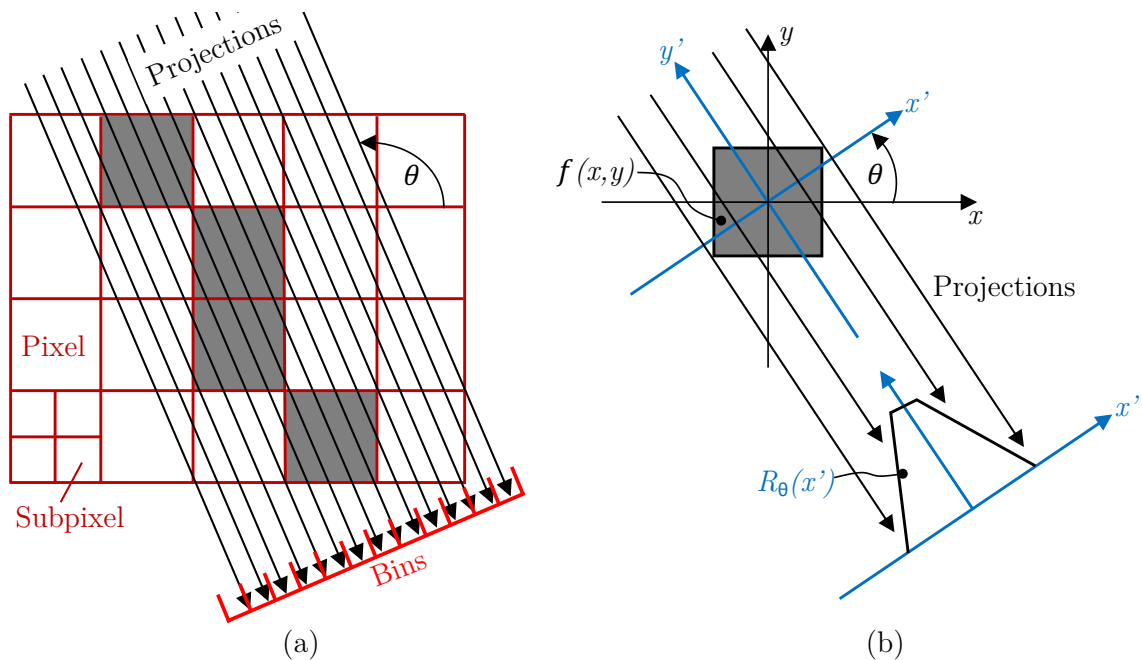 Projections
θ
Pixel
Subpixel
Bins
(a)
y
y'
x'
f(x,y)
θ
x
Projections
x'
Rθ(x')
(b)